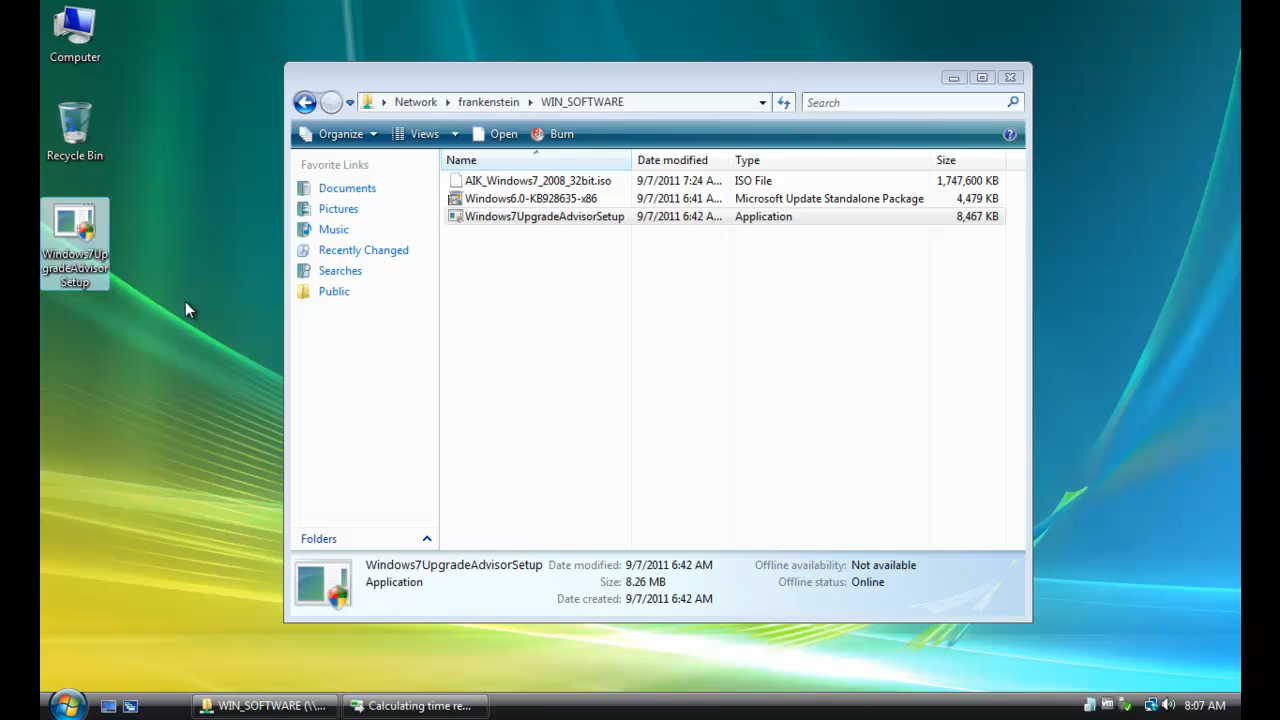 Computer
Recycle Bin
Windows7Up
gradeAdvisor
Setup
Network
frankenstein
WIN_SOFTWARE
Search
Organize
Views
Open
Burn
Favorite Links
Documents
Pictures
Music
Recently Changed
Searches
Public
Folders
Name Date modified Type Size
AIK_Windows7_2008_32bit.iso 9/7/2011 7:24 A... ISO File 1,747,600 KB
Windows6.0-KB928635-x86 9/7/2011 6:41 A... Microsoft Update Standalone Package 4,479 KB
Windows7UpgradeAdvisorSetup 9/7/2011 6:42 A... Application 8,467 KB
Windows7UpgradeAdvisorSetup Date modified: 9/7/2011 6:42 AM Offline availability: Not available
Application Size: 8.26 MB Offline status: Online
Date created: 9/7/2011 6:42 AM
WIN_SOFTWARE (\\...
Calculating time re...
8:07 AM